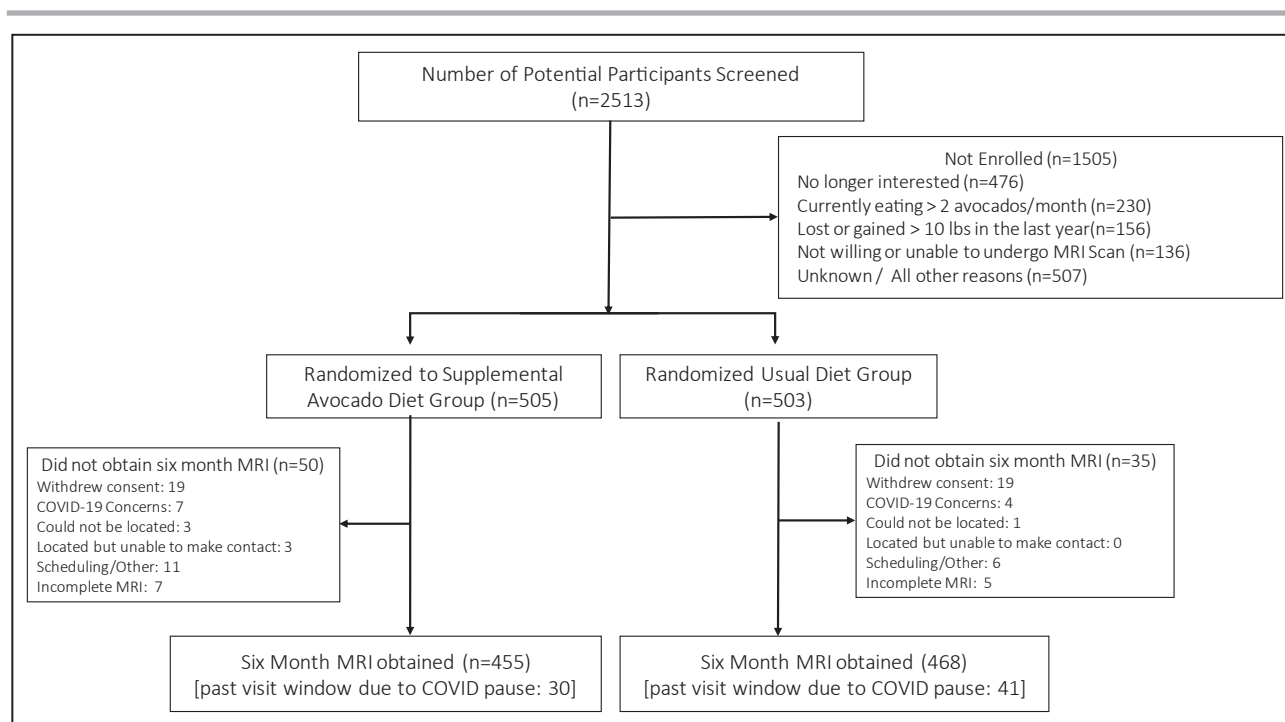 Number of Potential Participants Screened
(n=2513)
Not Enrolled (n=1505)
No longer interested (n=476)
Currently eating > 2 avocados/month (n=230)
Lost or gained > 10 lbs in the last year(n=156)
Not willing or unable to undergo MRI Scan (n=136)
Unknown / All other reasons (n=507)
Randomized to Supplemental
Avocado Diet Group (n=505)
Randomized Usual Diet Group
(n=503)
Did not obtain six month MRI (n=50)
Withdrew consent: 19
COVID-19 Concerns: 7
Could not be located: 3
Located but unable to make contact: 3
Scheduling/Other: 11
Incomplete MRI: 7
Did not obtain six month MRI (n=35)
Withdrew consent: 19
COVID-19 Concerns: 4
Could not be located: 1
Located but unable to make contact: 0
Scheduling/Other: 6
Incomplete MRI: 5
Six Month MRI obtained (n=455)
[past visit window due to COVID pause: 30]
Six Month MRI obtained (468)
[past visit window due to COVID pause: 41]